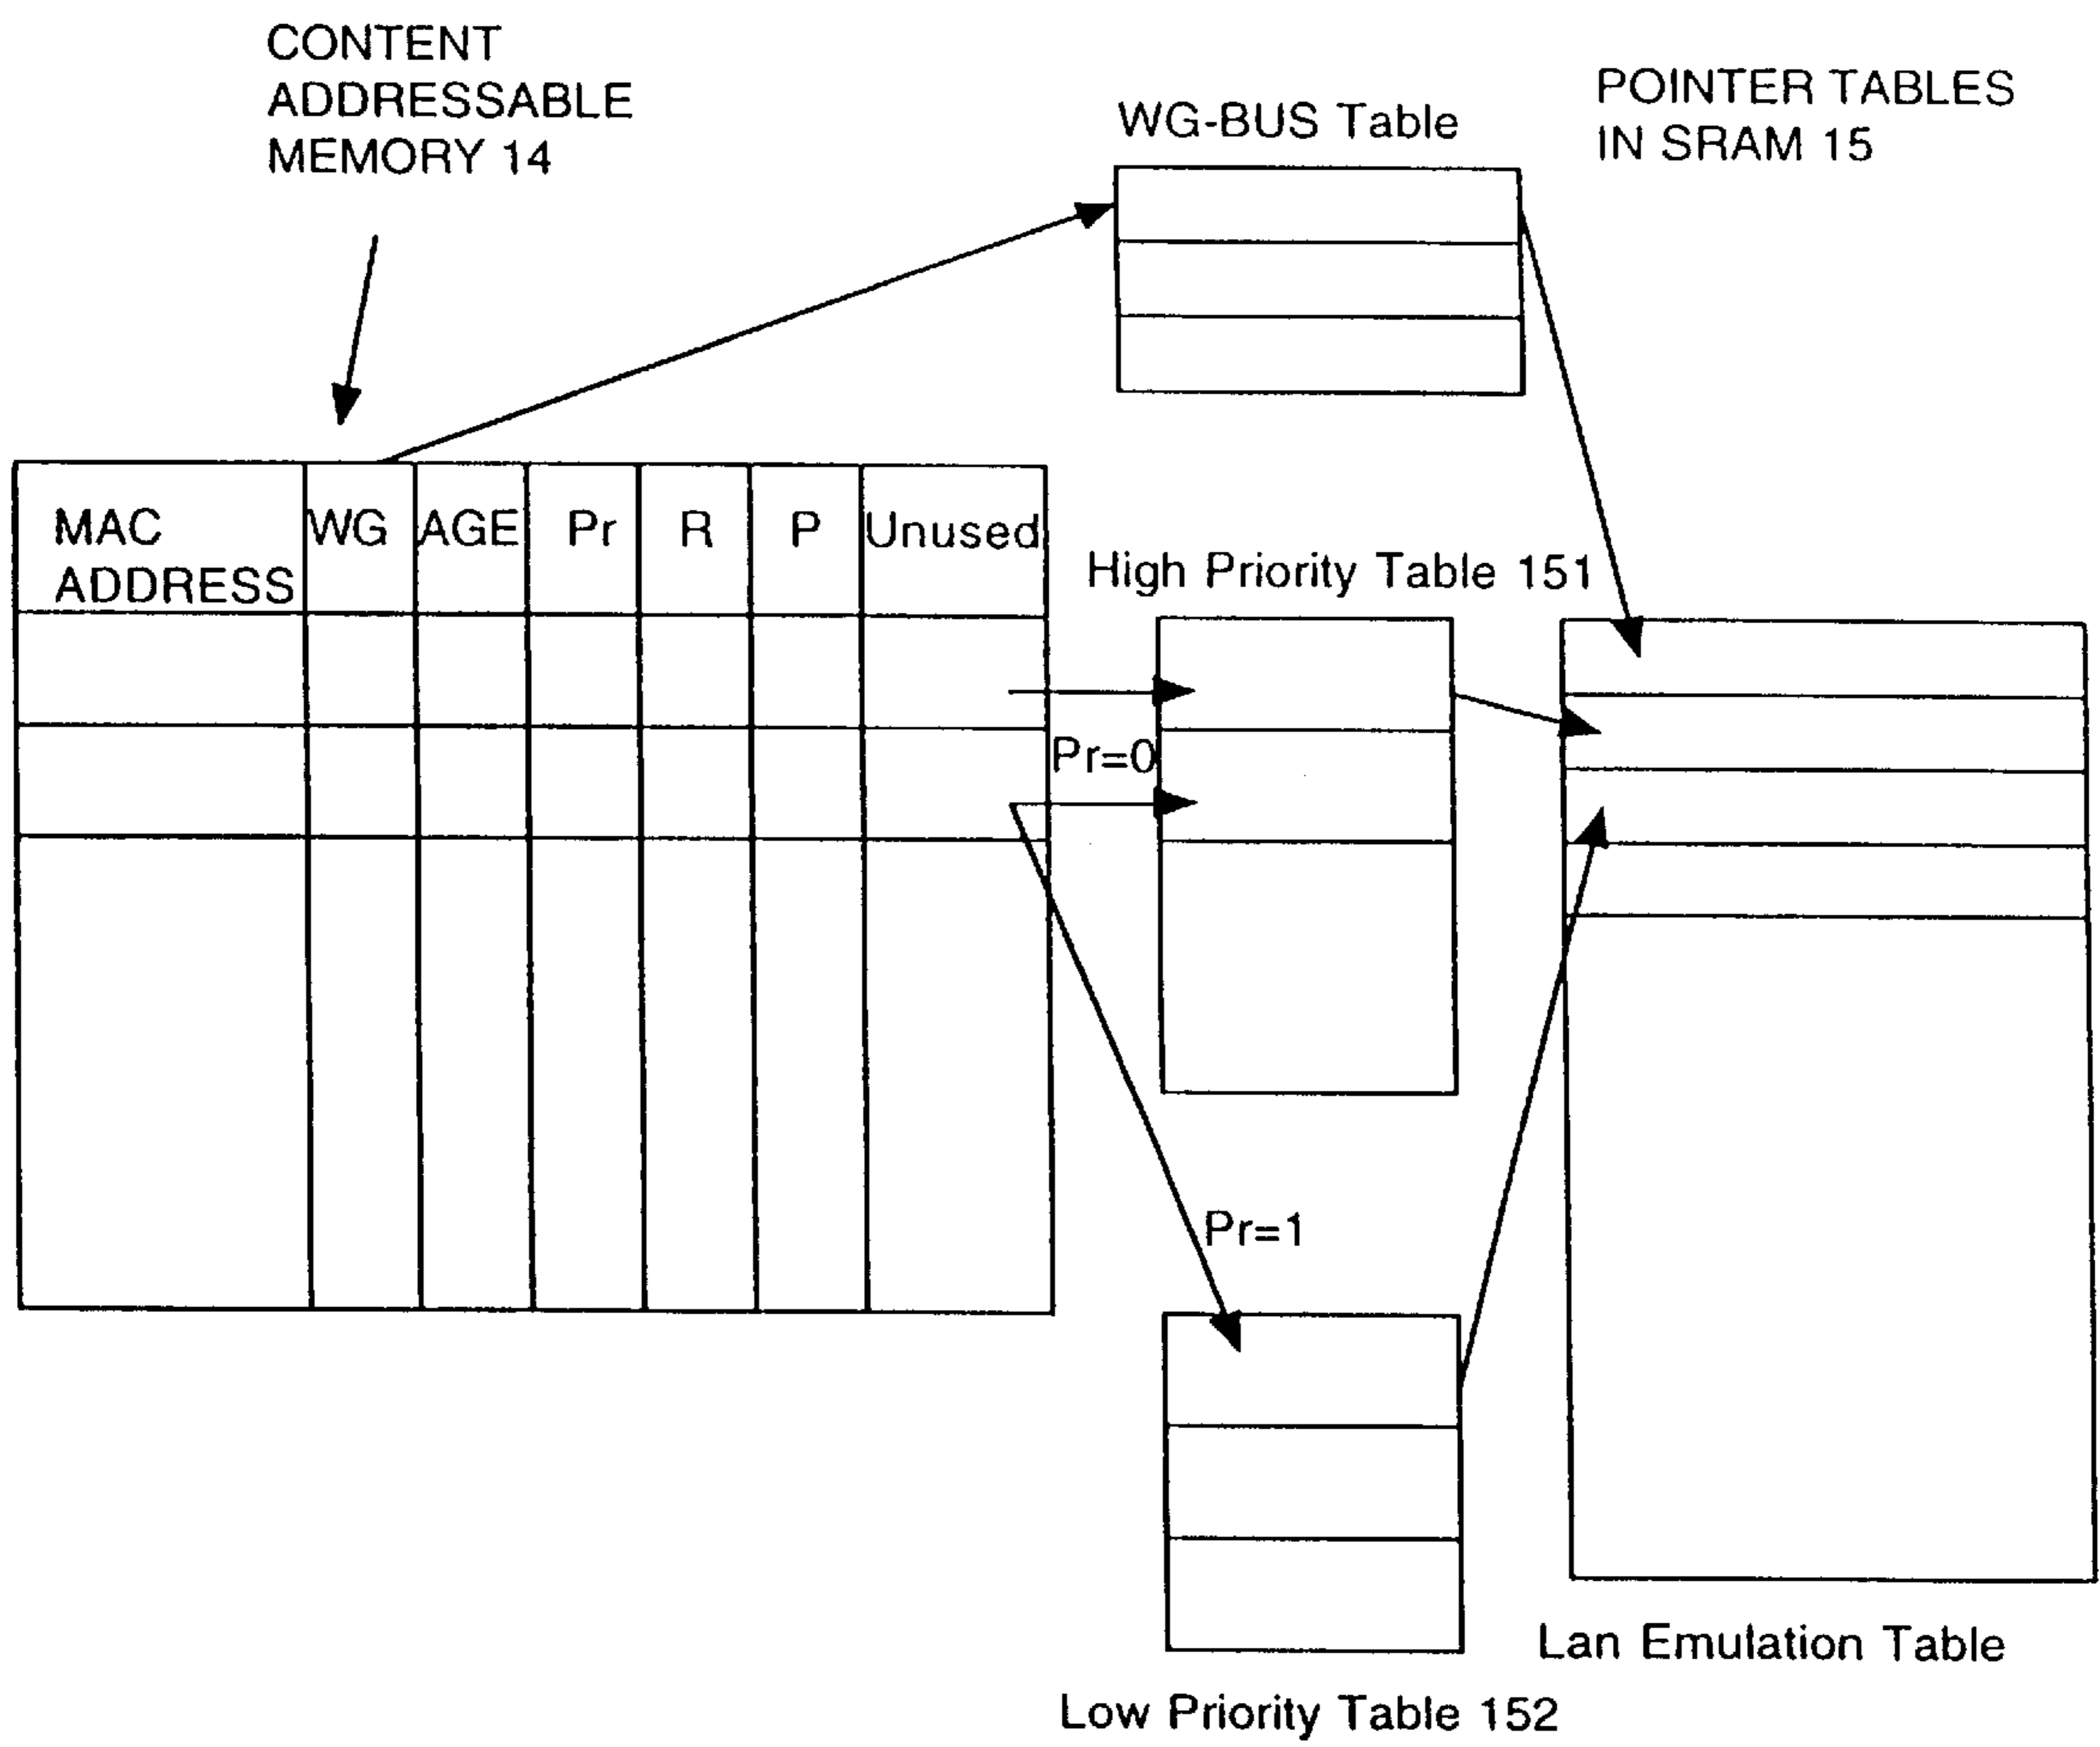 CONTENT
ADDRESSABLE
MEMORY 14
WG-BUS Table
POINTER TABLES
IN SRAM 15
MAC
ADDRESS
WG
AGE
Pr
R
P
Unused
High Priority Table 151
Pr=0
Pr=1
Lan Emulation Table
Low Priority Table 152